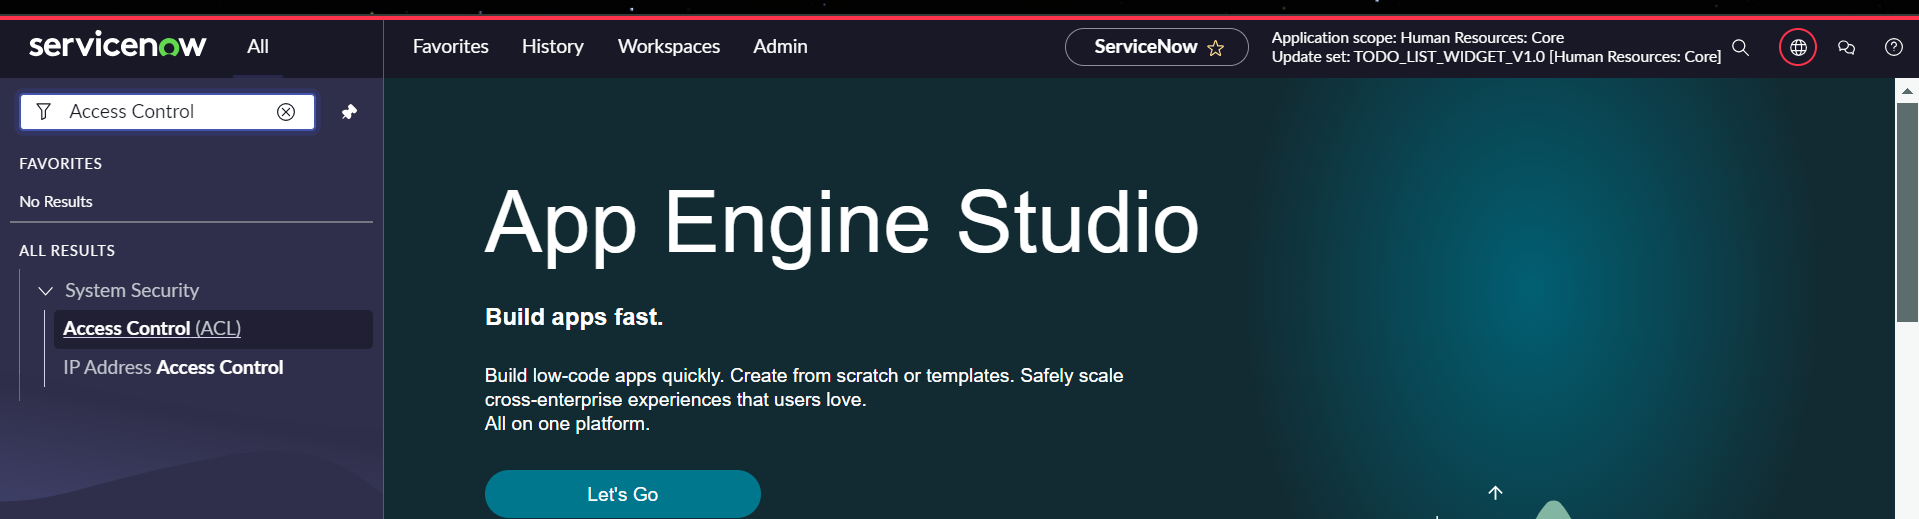 servicenow
All
Favorites
History
Workspaces
Admin
ServiceNow
Application scope: Human Resources: Core
Update set: TODO_LIST_WIDGET_V1.0 [Human Resources: Core]
Access Control
FAVORITES
No Results
ALL RESULTS
System Security
Access Control (ACL)
IP Address Access Control
App Engine Studio
Build apps fast.
Build low-code apps quickly. Create from scratch or templates. Safely scale
cross-enterprise experiences that users love.
All on one platform.
Let's Go